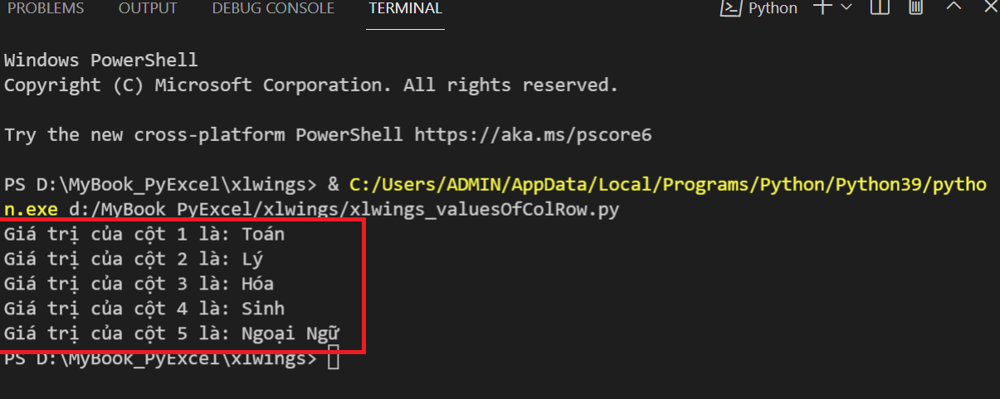 PROBLEMS OUTPUT DEBUG CONSOLE TERMINAL Python
Windows PowerShell
Copyright (C) Microsoft Corporation. All rights reserved.
Try the new cross-platform PowerShell https://aka.ms/pscore6
PS D:\MyBook_PyExcel\xlwings> & C:/Users/ADMIN/AppData/Local/Programs/Python/Python39/pytho
n.exe d:/MyBook PyExcel/xlwings/xlwings_valuesOfColRow.py
Giá trị của cột 1 là: Toán
Giá trị của cột 2 là: Lý
Giá trị của cột 3 là: Hóa
Giá trị của cột 4 là: Sinh
Giá trị của cột 5 là: Ngoại Ngữ
PS D:\MyBook_PyExcel\xlwings>